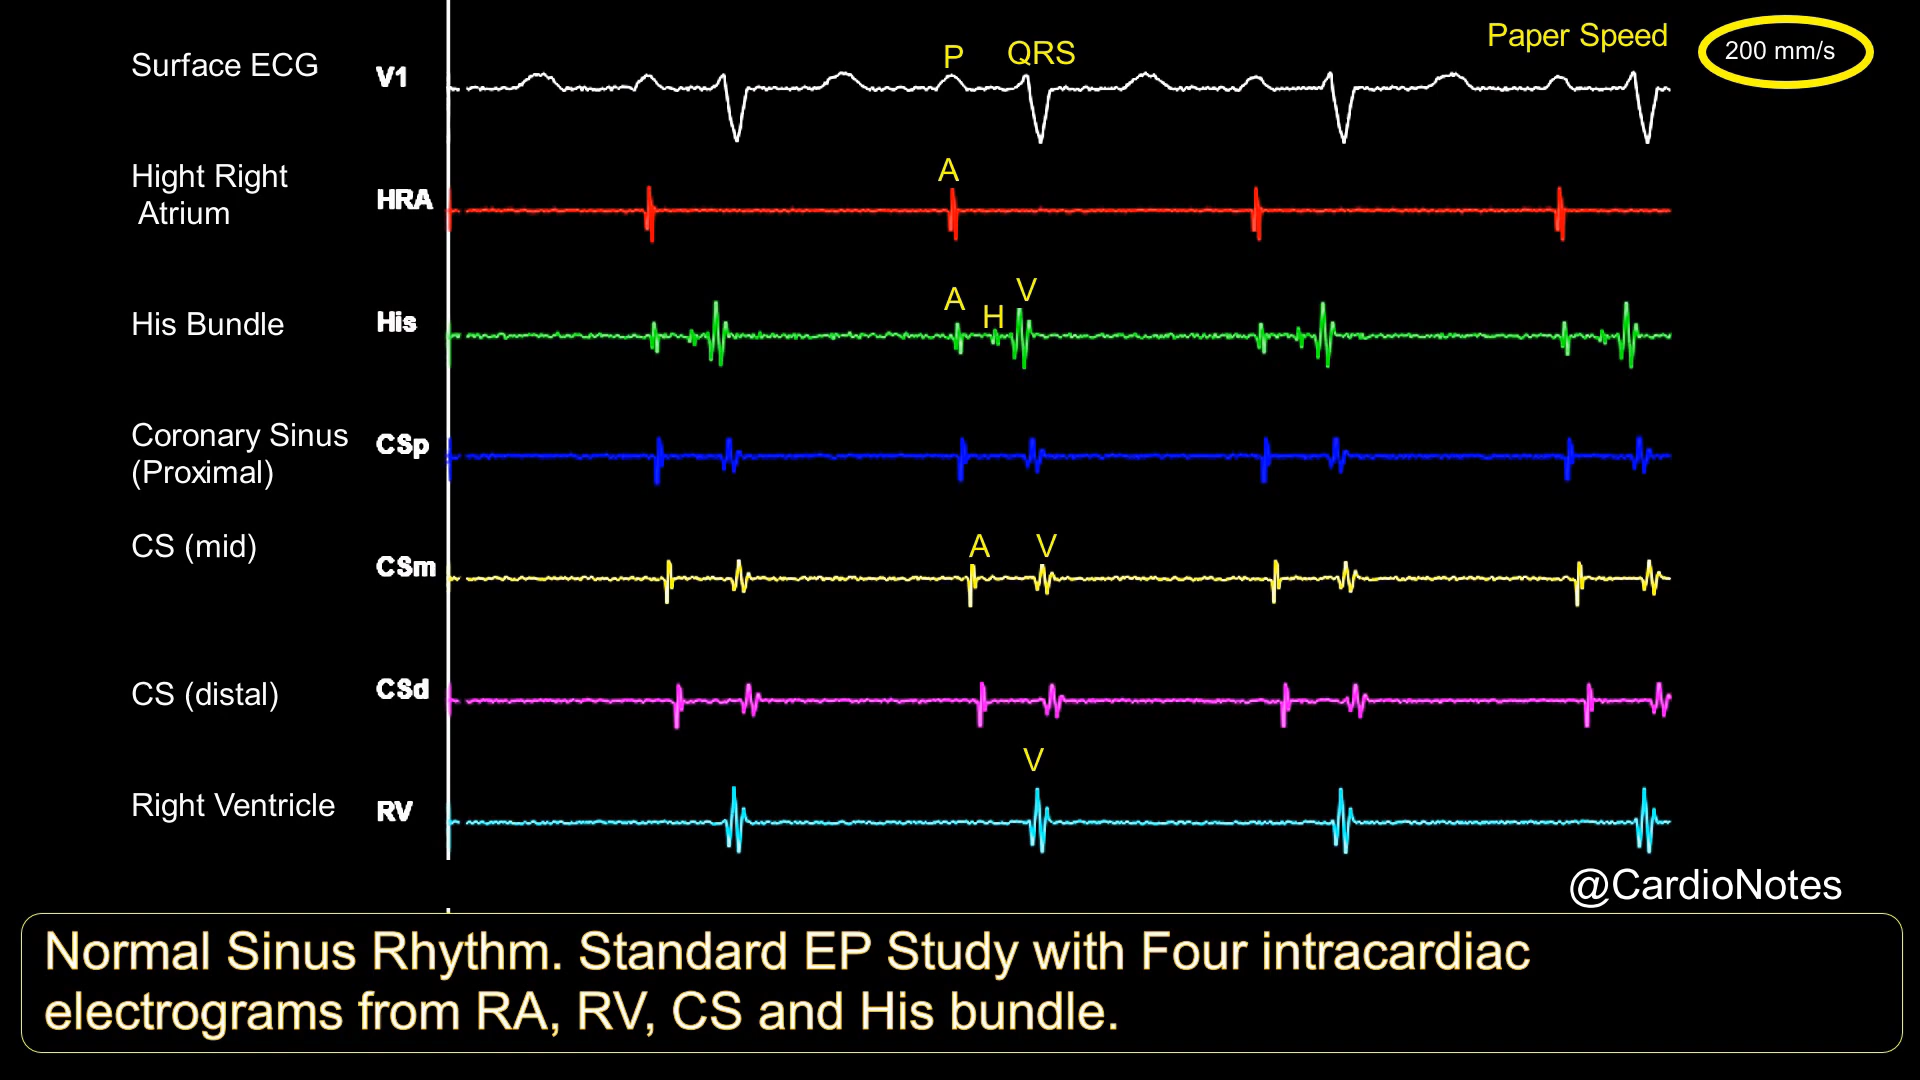 Paper Speed 200 mm/s
Surface ECG V1 P QRS
Hight Right
Atrium
HRA A
His Bundle His A H V
Coronary Sinus
(Proximal)
CSp
CS (mid) CSm A V
CS (distal) CSd
Right Ventricle RV V
@CardioNotes
Normal Sinus Rhythm. Standard EP Study with Four intracardiac
electrograms from RA, RV, CS and His bundle.